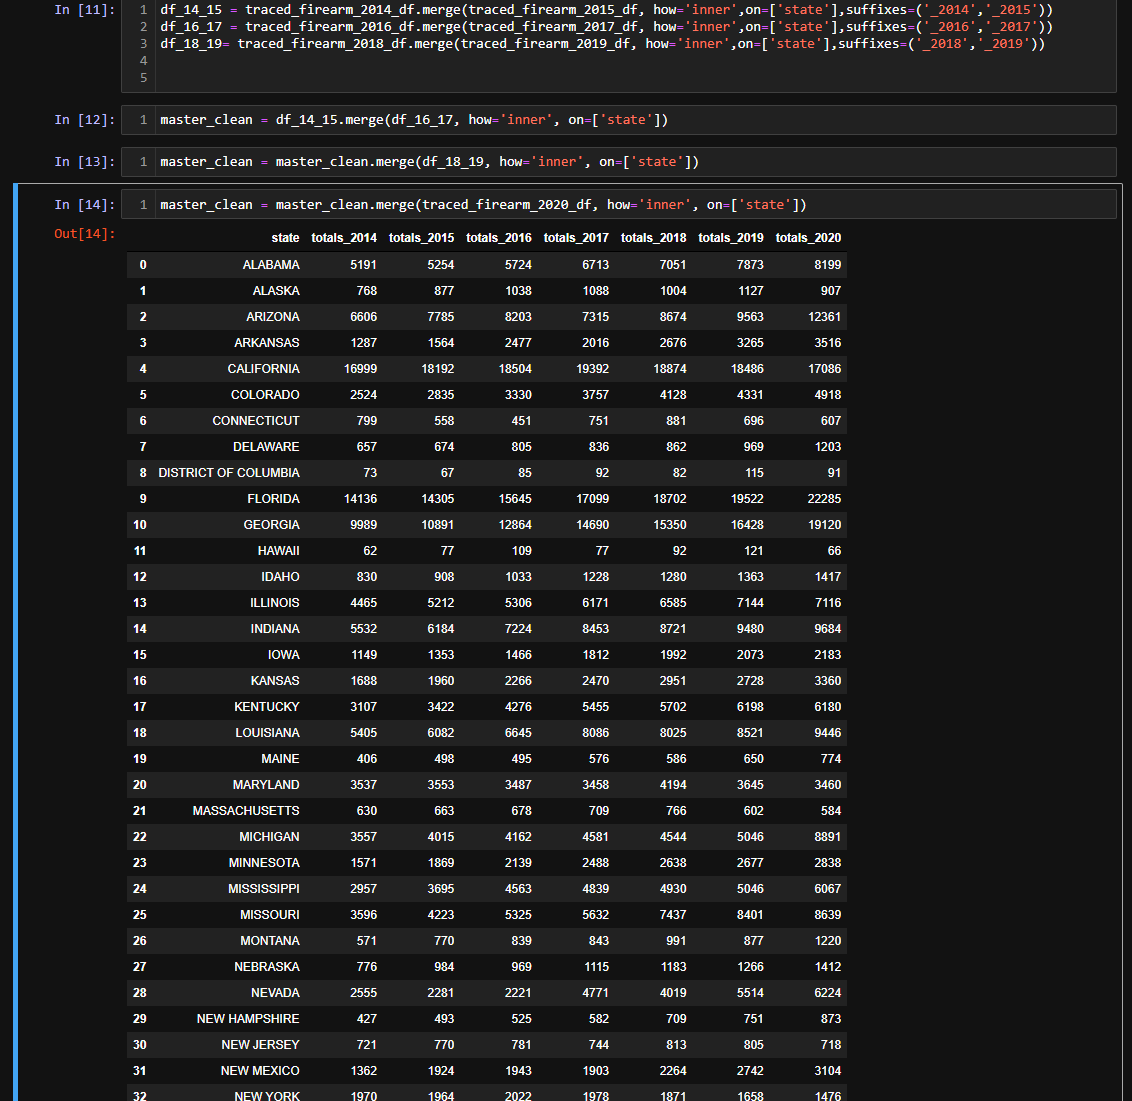 In [11]:
1 df_14_15 = traced_firearm_2014_df.merge(traced_firearm_2015_df, how='inner',on=['state'],suffixes=('_2014','_2015'))
2 df_16_17 = traced_firearm_2016_df.merge(traced_firearm_2017_df, how='inner',on=['state'],suffixes=('_2016','_2017'))
3 df_18_19= traced_firearm_2018_df.merge(traced_firearm_2019_df, how='inner',on=['state'],suffixes=('_2018','_2019'))
4
5
In [12]: 1 master_clean = df_14_15.merge(df_16_17, how='inner', on=['state'])
In [13]: 1 master_clean = master_clean.merge(df_18_19, how='inner', on=['state'])
In [14]: 1 master_clean = master_clean.merge(traced_firearm_2020_df, how='inner', on=['state'])
Out[14]:
state totals_2014 totals_2015 totals_2016 totals_2017 totals_2018 totals_2019 totals_2020
0 ALABAMA 5191 5254 5724 6713 7051 7873 8199
1 ALASKA 768 877 1038 1088 1004 1127 907
2 ARIZONA 6606 7785 8203 7315 8674 9563 12361
3 ARKANSAS 1287 1564 2477 2016 2676 3265 3516
4 CALIFORNIA 16999 18192 18504 19392 18874 18486 17086
5 COLORADO 2524 2835 3330 3757 4128 4331 4918
6 CONNECTICUT 799 558 451 751 881 696 607
7 DELAWARE 657 674 805 836 862 969 1203
8 DISTRICT OF COLUMBIA 73 67 85 92 82 115 91
9 FLORIDA 14136 14305 15645 17099 18702 19522 22285
10 GEORGIA 9989 10891 12864 14690 15350 16428 19120
11 HAWAII 62 77 109 77 92 121 66
12 IDAHO 830 908 1033 1228 1280 1363 1417
13 ILLINOIS 4465 5212 5306 6171 6585 7144 7116
14 INDIANA 5532 6184 7224 8453 8721 9480 9684
15 IOWA 1149 1353 1466 1812 1992 2073 2183
16 KANSAS 1688 1960 2266 2470 2951 2728 3360
17 KENTUCKY 3107 3422 4276 5455 5702 6198 6180
18 LOUISIANA 5405 6082 6645 8086 8025 8521 9446
19 MAINE 406 498 495 576 586 650 774
20 MARYLAND 3537 3553 3487 3458 4194 3645 3460
21 MASSACHUSETTS 630 663 678 709 766 602 584
22 MICHIGAN 3557 4015 4162 4581 4544 5046 8891
23 MINNESOTA 1571 1869 2139 2488 2638 2677 2838
24 MISSISSIPPI 2957 3695 4563 4839 4930 5046 6067
25 MISSOURI 3596 4223 5325 5632 7437 8401 8639
26 MONTANA 571 770 839 843 991 877 1220
27 NEBRASKA 776 984 969 1115 1183 1266 1412
28 NEVADA 2555 2281 2221 4771 4019 5514 6224
29 NEW HAMPSHIRE 427 493 525 582 709 751 873
30 NEW JERSEY 721 770 781 744 813 805 718
31 NEW MEXICO 1362 1924 1943 1903 2264 2742 3104
32 NEW YORK 1970 1964 2022 1978 1871 1658 1476